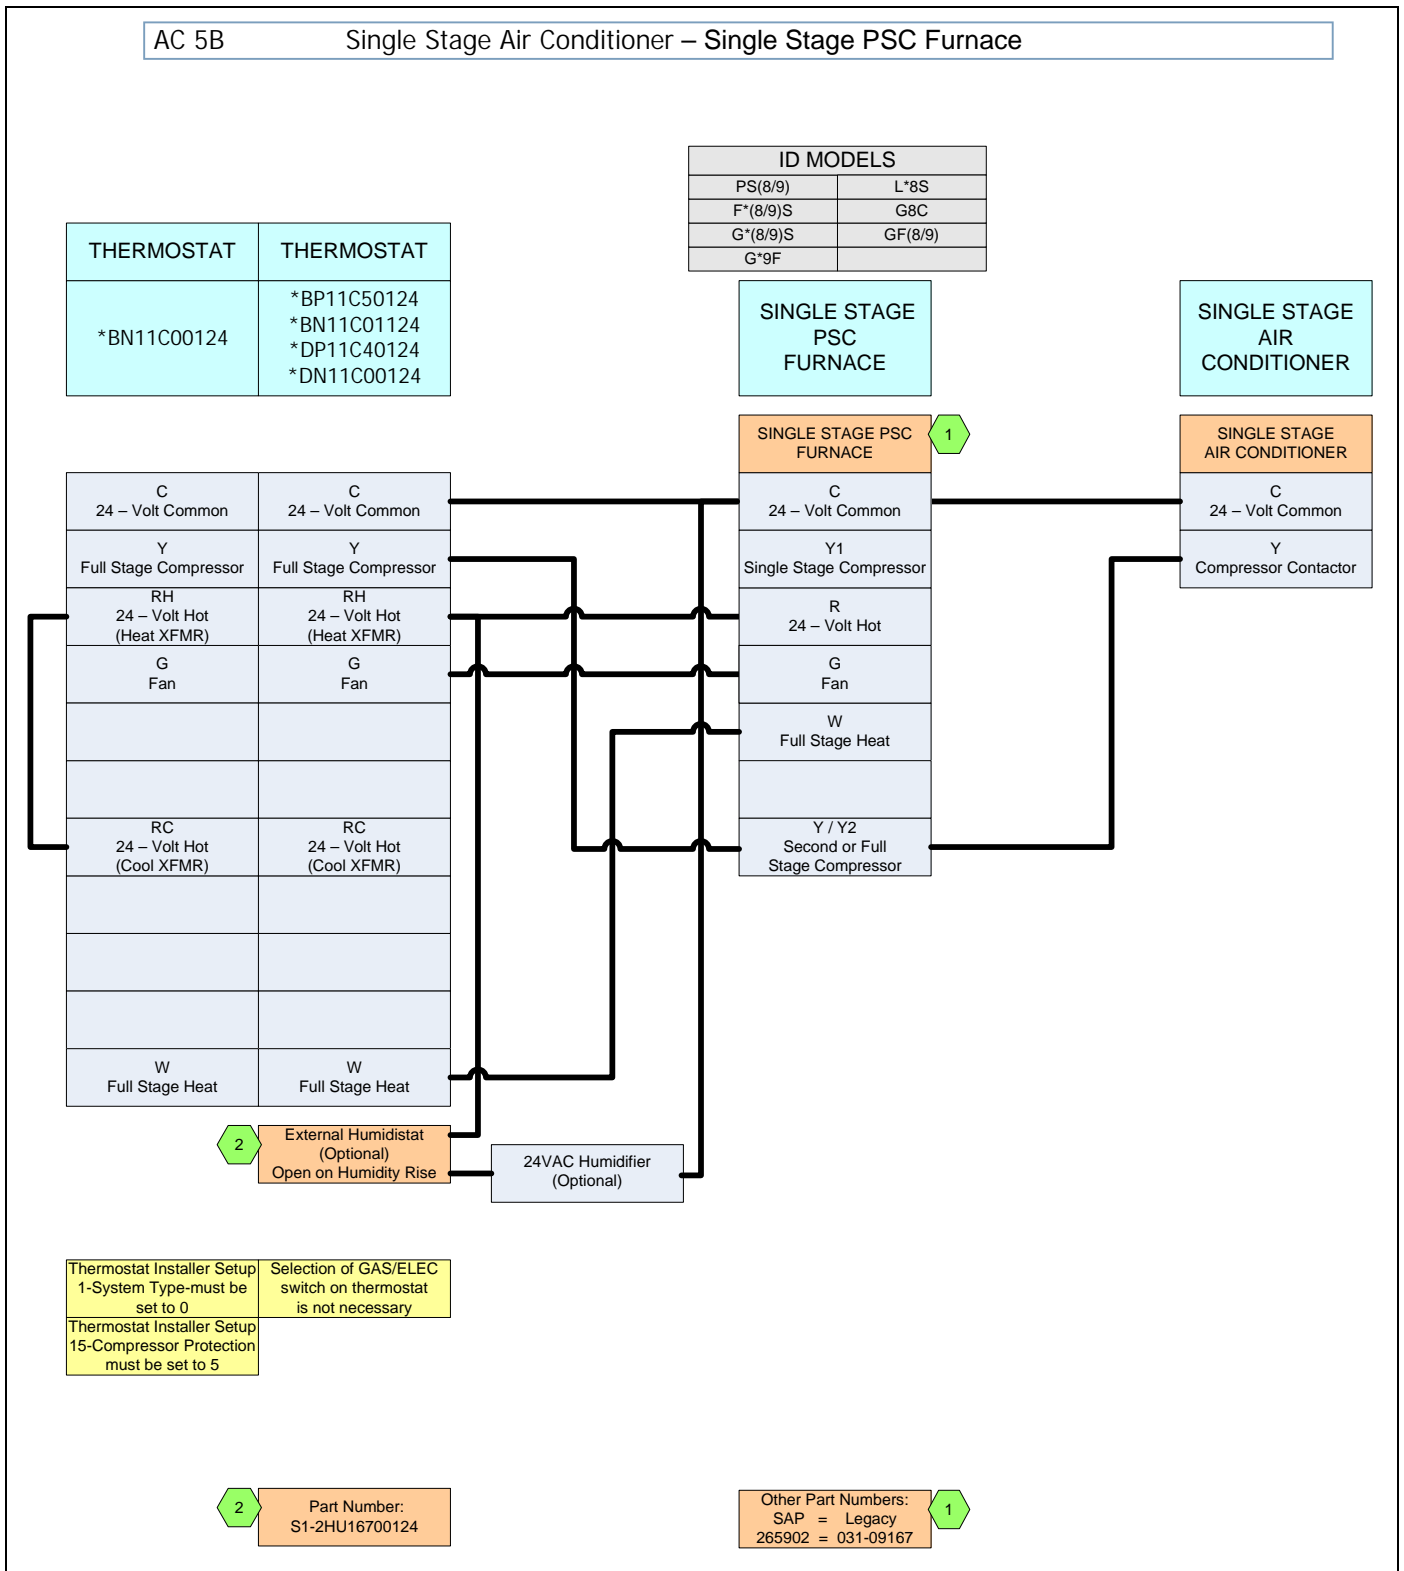 AC 5B Single Stage Air Conditioner – Single Stage PSC Furnace
ID MODELS
PS(8/9) L*8S
F*(8/9)S G8C
G*(8/9)S GF(8/9)
G*9F
THERMOSTAT
*BN11C00124
THERMOSTAT
*BP11C50124
*BN11C01124
*DP11C40124
*DN11C00124
SINGLE STAGE
PSC
FURNACE
SINGLE STAGE
AIR
CONDITIONER
SINGLE STAGE PSC
FURNACE
1
SINGLE STAGE
AIR CONDITIONER
C
24 – Volt Common
Y
Full Stage Compressor
RH
24 – Volt Hot
(Heat XFMR)
G
Fan
RC
24 – Volt Hot
(Cool XFMR)
W
Full Stage Heat
C
24 – Volt Common
Y
Full Stage Compressor
RH
24 – Volt Hot
(Heat XFMR)
G
Fan
RC
24 – Volt Hot
(Cool XFMR)
W
Full Stage Heat
C
24 – Volt Common
Y1
Single Stage Compressor
R
24 – Volt Hot
G
Fan
W
Full Stage Heat
Y / Y2
Second or Full
Stage Compressor
C
24 – Volt Common
Y
Compressor Contactor
2
External Humidistat
(Optional)
Open on Humidity Rise
24VAC Humidifier
(Optional)
Thermostat Installer Setup
1-System Type-must be
set to 0
Selection of GAS/ELEC
switch on thermostat
is not necessary
Thermostat Installer Setup
15-Compressor Protection
must be set to 5
2
Part Number:
S1-2HU16700124
Other Part Numbers:
SAP = Legacy
265902 = 031-09167
1